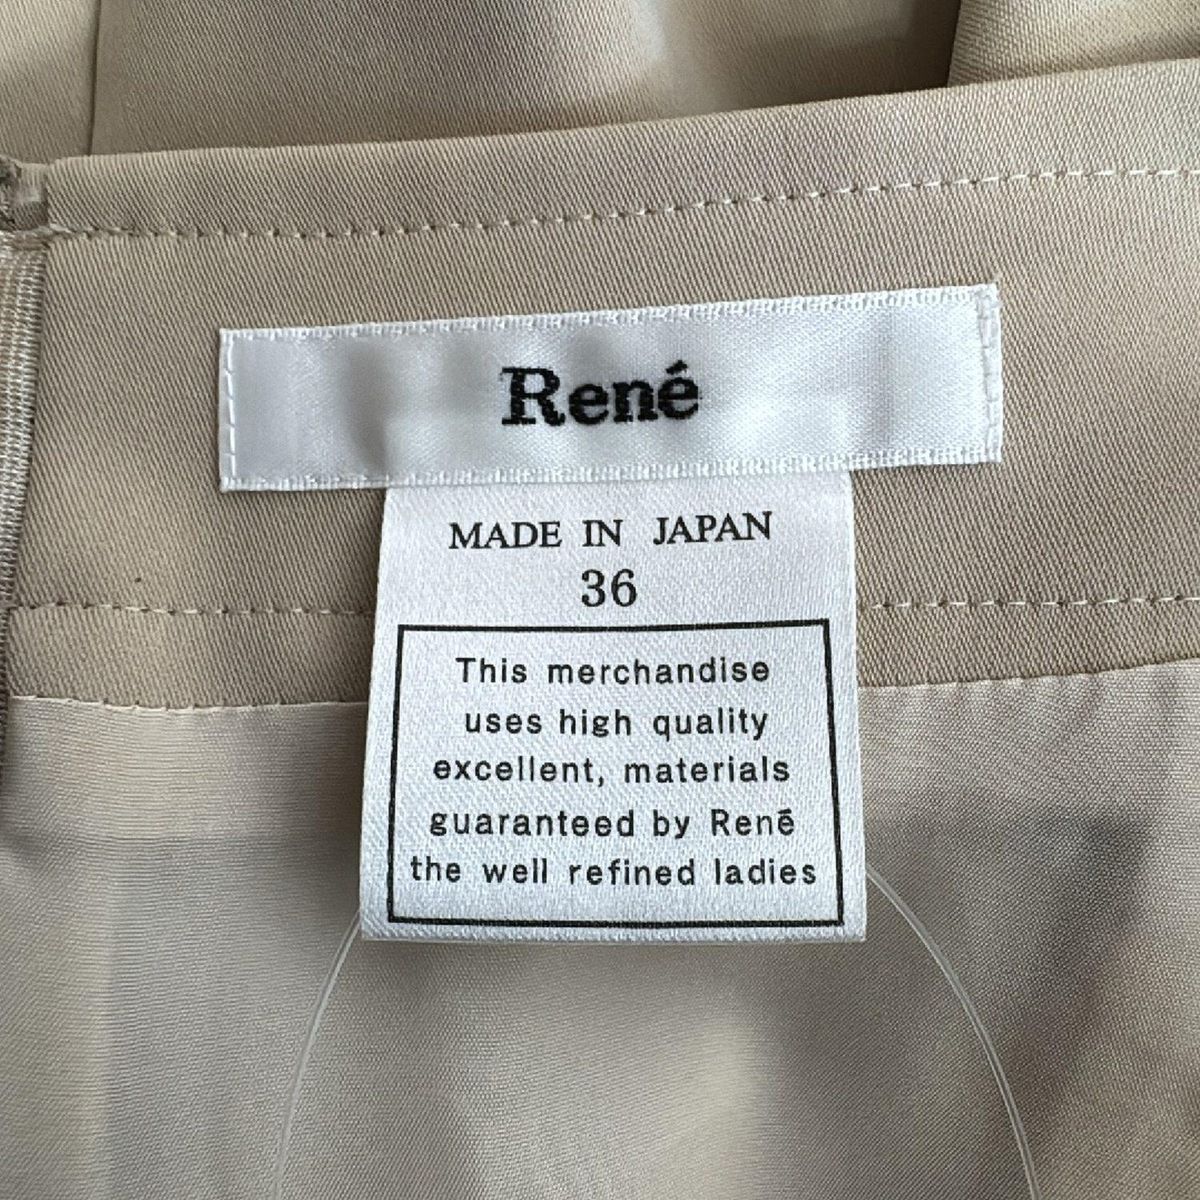 René
MADE IN JAPAN
36
This merchandise
uses high quality
excellent, materials
guaranteed by Renē
the well refined ladies